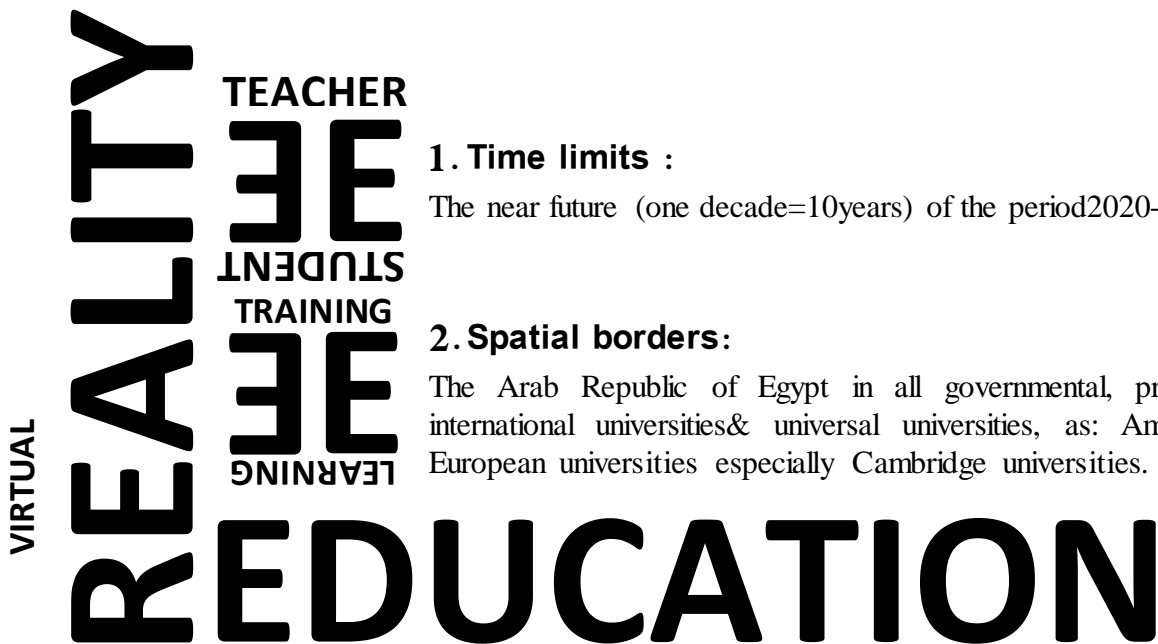 VIRTUAL
REALITY
TEACHER
EE
STUDENT
TRAINING
EE
LEARNING
1. Time limits :
The near future (one decade=10years) of the period2020-
2. Spatial borders:
The Arab Republic of Egypt in all governmental,
international universities& universal universities, as:
European universities especially Cambridge universities.
EDUCATION